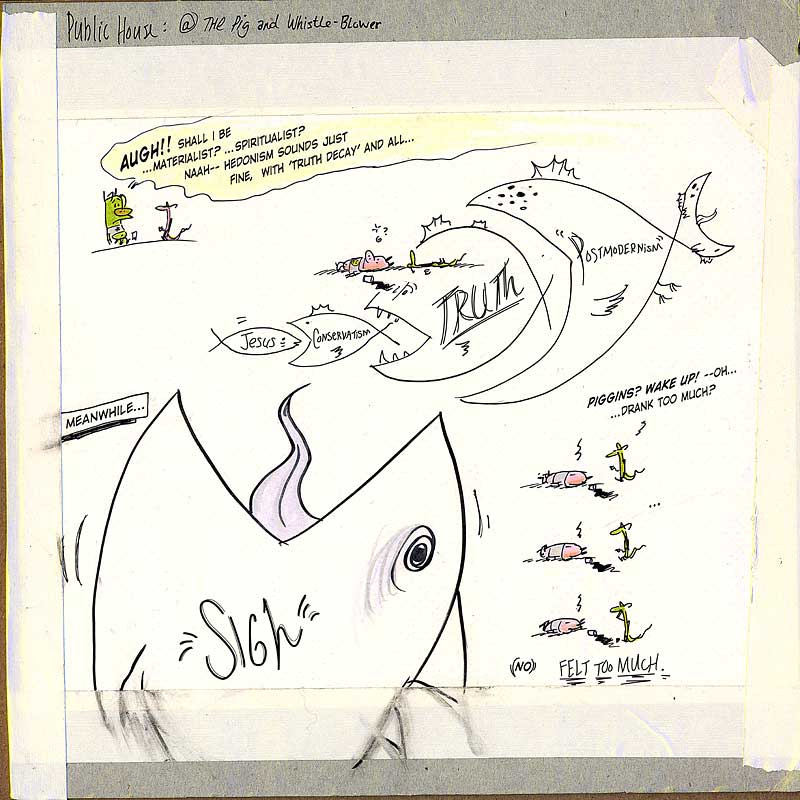 Public House: @ THE Pig and Whistle-Blower
AUGH!! SHALL I BE
...MATERIALIST? ...SPIRITUALIST?
NAAH-- HEDONISM SOUNDS JUST
FINE, WITH 'TRUTH DECAY' AND ALL...
"POSTMODERNISM"
TRUTH
Jesus
CONSERVATISM
MEANWHILE...
PIGGINS? WAKE UP! --OH...
...DRANK TOO MUCH?
...
SIGH
(NO) FELT TOO MUCH.